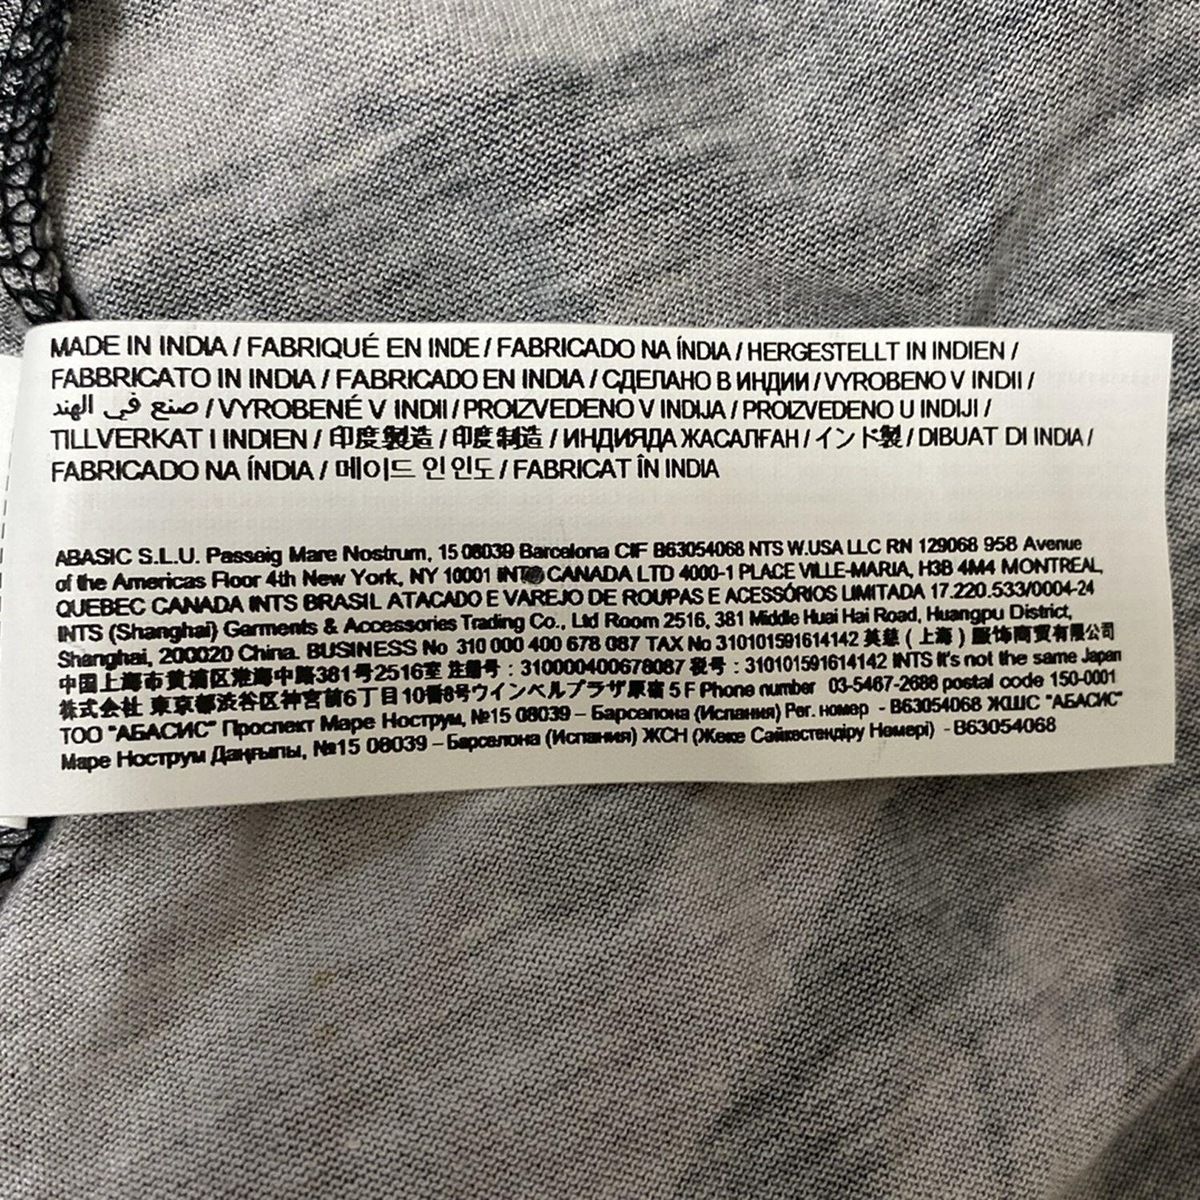 MADE IN INDIA / FABRIQUÉ EN INDE / FABRICADO NA ÍNDIA / HERGESTELLT IN INDIEN /
FABBRICATO IN INDIA / FABRICADO EN INDIA / СДЕЛАНО В ИНДИИ / VYROBENO V INDII /
صنع في الهند / VYROBENÉ V INDII / PROIZVEDENO V INDIJA / PROIZVEDENO U INDIJI /
TILLVERKAT I INDIEN / 印度製造 / 印度制造 / ИНДИЯДА ЖАСАЛҒАН / インド製 / DIBUAT DI INDIA /
FABRICADO NA ÍNDIA / 메이드 인 인도 / FABRICAT ÎN INDIA
ABASIC S.L.U. Passeig Mare Nostrum, 15 08039 Barcelona CIF B63054068 NTS W.USA LLC RN 129068 958 Avenue
of the Americas Floor 4th New York, NY 10001 CANADA LTD 4000-1 PLACE VILLE-MARIA, H3B 4M4 MONTREAL,
QUEBEC CANADA INTS BRASIL ATACADO E VAREJO DE ROUPAS E ACESSÓRIOS LIMITADA 17.220.533/0004-24
INTS (Shanghai) Garments & Accessories Trading Co., Ltd Room 2516, 381 Middle Huai Hai Road, Huangpu District,
Shanghai, 200020 China. BUSINESS No 310 000 400 678 087 TAX No 310101591614142 英慈 ( 上海 ) 服饰商贸有限公司
中国上海市黄浦区淮海中路381号2516室 注册号 : 310000400678087 税号 : 310101591614142 INTS It's not the same Japan
株式会社 東京都渋谷区神宮前6丁目10番8号ウインベルプラザ原宿 5 F Phone number 03-5467-2688 postal code 150-0001
ТОО "АБАСИС" Проспект Маре Нострум, №15 08039 – Барселона (Испания) Рег. номер - B63054068 ЖШС "АБАСИС"
Маре Нострум Даңғылы, №15 08039 – Барселона (Испания) ЖСН (Жеке Сәйкестендіру Нөмері) - B63054068